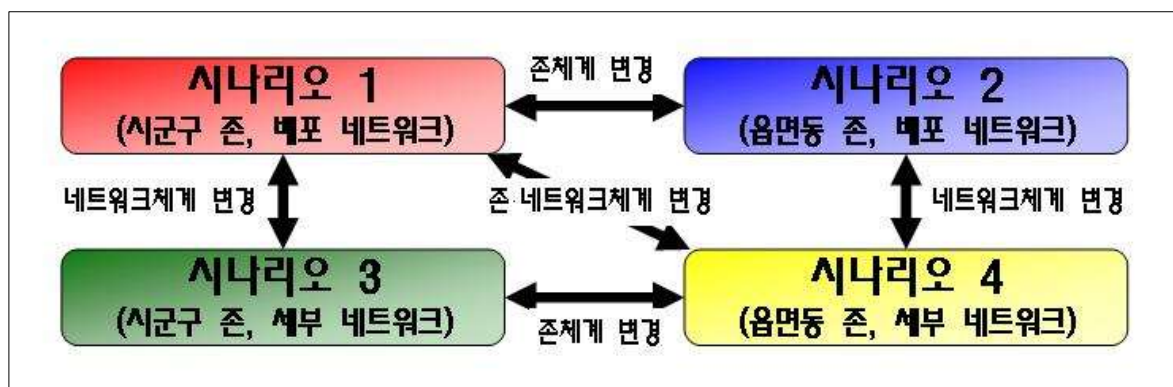 시나리오 1
(시군구 존, 배포 네트워크)
존체계 변경
시나리오 2
(읍면동 존, 배포 네트워크)
네트워크체계 변경
존 네트워크체계 변경
네트워크체계 변경
시나리오 3
(시군구 존, 세부 네트워크)
존체계 변경
시나리오 4
(읍면동 존, 세부 네트워크)